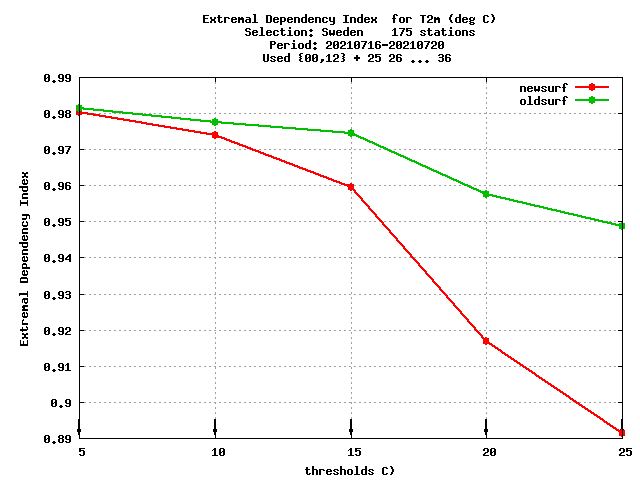 Extremal Dependency Index  for T2m (deg C)
Selection: Sweden    175 stations
Period: 20210716-20210720
Used {00,12} + 25 26 ... 36
newsurf
oldsurf
0.99
0.98
0.97
0.96
0.95
0.94
0.93
0.92
0.91
0.9
0.89
Extremal Dependency Index
5 10 15 20 25
thresholds C)